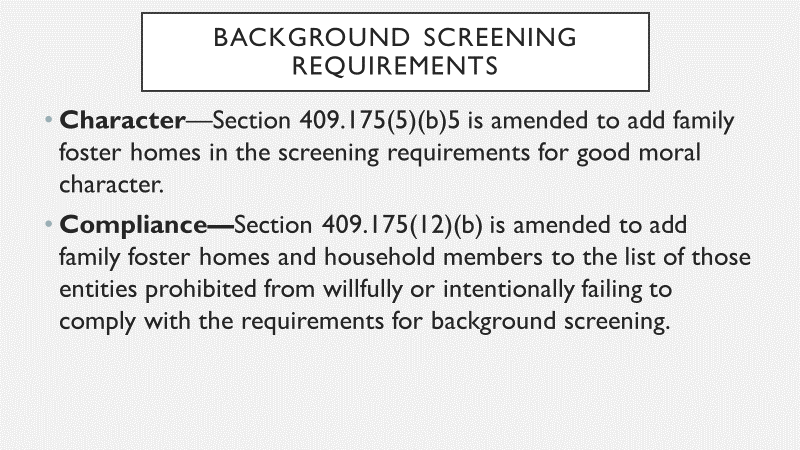 BACKGROUND SCREENING
REQUIREMENTS
• Character—Section 409.175(5)(b)5 is amended to add family
foster homes in the screening requirements for good moral
character.
• Compliance—Section 409.175(12)(b) is amended to add
family foster homes and household members to the list of those
entities prohibited from willfully or intentionally failing to
comply with the requirements for background screening.